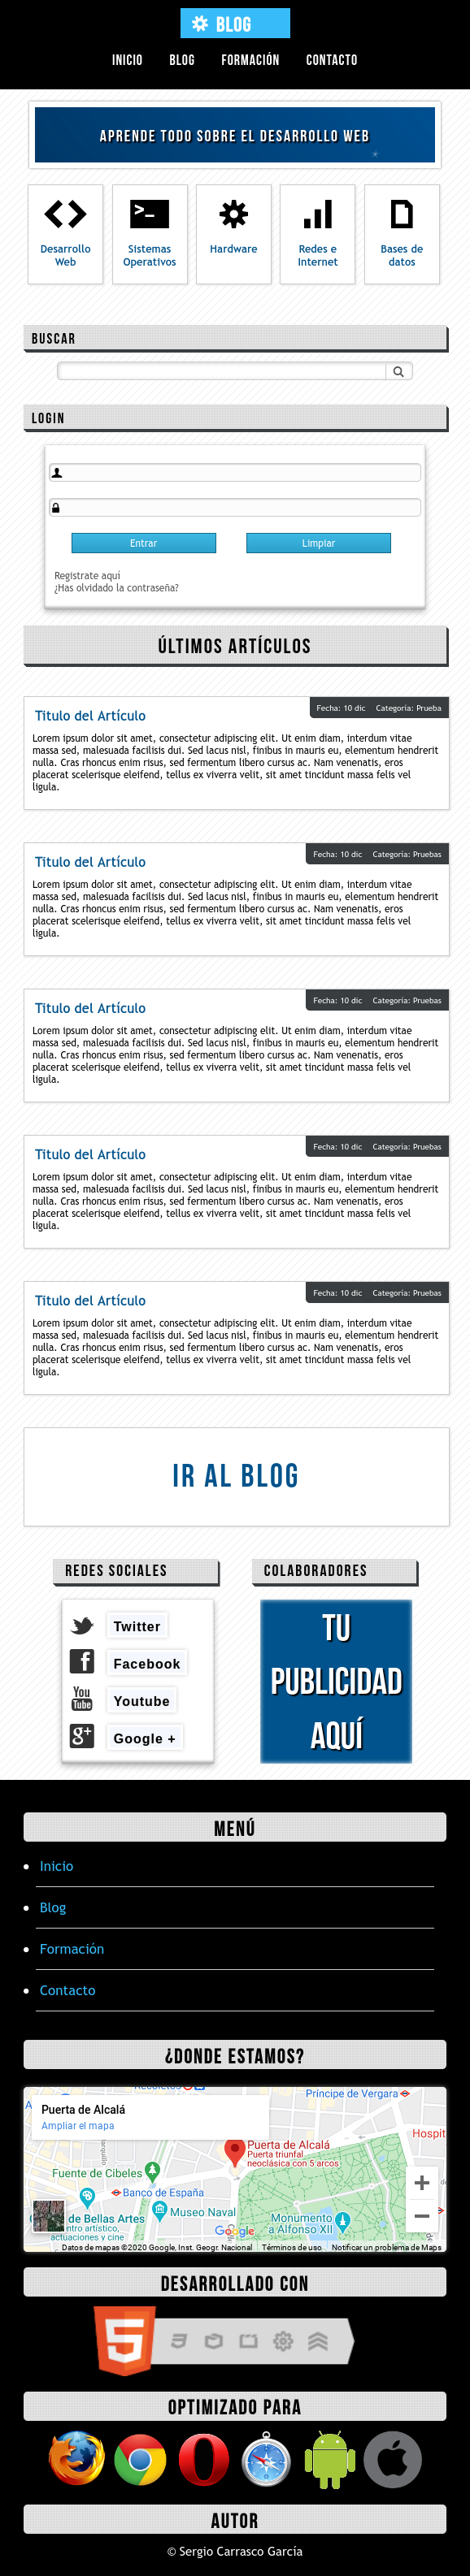 BLOG
INICIO BLOG FORMACIÓN CONTACTO
APRENDE TODO SOBRE EL DESARROLLO WEB
Desarrollo Web
Sistemas Operativos
Hardware
Redes e Internet
Bases de datos
BUSCAR
LOGIN
Entrar Limpiar
Registrate aquí
¿Has olvidado la contraseña?
ÚLTIMOS ARTÍCULOS
Fecha: 10 dic Categoría: Prueba
Titulo del Artículo
Lorem ipsum dolor sit amet, consectetur adipiscing elit. Ut enim diam, interdum vitae
massa sed, malesuada facilisis dui. Sed lacus nisl, finibus in mauris eu, elementum hendrerit
nulla. Cras rhoncus enim risus, sed fermentum libero cursus ac. Nam venenatis, eros
placerat scelerisque eleifend, tellus ex viverra velit, sit amet tincidunt massa felis vel
ligula.
Fecha: 10 dic Categoría: Pruebas
Titulo del Artículo
Lorem ipsum dolor sit amet, consectetur adipiscing elit. Ut enim diam, interdum vitae
massa sed, malesuada facilisis dui. Sed lacus nisl, finibus in mauris eu, elementum hendrerit
nulla. Cras rhoncus enim risus, sed fermentum libero cursus ac. Nam venenatis, eros
placerat scelerisque eleifend, tellus ex viverra velit, sit amet tincidunt massa felis vel
ligula.
Fecha: 10 dic Categoría: Pruebas
Titulo del Artículo
Lorem ipsum dolor sit amet, consectetur adipiscing elit. Ut enim diam, interdum vitae
massa sed, malesuada facilisis dui. Sed lacus nisl, finibus in mauris eu, elementum hendrerit
nulla. Cras rhoncus enim risus, sed fermentum libero cursus ac. Nam venenatis, eros
placerat scelerisque eleifend, tellus ex viverra velit, sit amet tincidunt massa felis vel
ligula.
Fecha: 10 dic Categoría: Pruebas
Titulo del Artículo
Lorem ipsum dolor sit amet, consectetur adipiscing elit. Ut enim diam, interdum vitae
massa sed, malesuada facilisis dui. Sed lacus nisl, finibus in mauris eu, elementum hendrerit
nulla. Cras rhoncus enim risus, sed fermentum libero cursus ac. Nam venenatis, eros
placerat scelerisque eleifend, tellus ex viverra velit, sit amet tincidunt massa felis vel
ligula.
Fecha: 10 dic Categoría: Pruebas
Titulo del Artículo
Lorem ipsum dolor sit amet, consectetur adipiscing elit. Ut enim diam, interdum vitae
massa sed, malesuada facilisis dui. Sed lacus nisl, finibus in mauris eu, elementum hendrerit
nulla. Cras rhoncus enim risus, sed fermentum libero cursus ac. Nam venenatis, eros
placerat scelerisque eleifend, tellus ex viverra velit, sit amet tincidunt massa felis vel
ligula.
IR AL BLOG
REDES SOCIALES
Twitter
Facebook
You Tube Youtube
Google +
COLABORADORES
TU
PUBLICIDAD
AQUÍ
MENÚ
Inicio
Blog
Formación
Contacto
¿DONDE ESTAMOS?
Príncipe de Vergara
Puerta de Alcalá
Ampliar el mapa
Hospit
Puerta de Alcalá
Puerta triunfal
neoclásica con 5 arcos
Fuente de Cibeles
Banco de España
Museo Naval
de Bellas Artes
ntro artístico,
actuaciones y cine
Monumento
a Alfonso XII
Google
Datos de mapas ©2020 Google, Inst. Geogr. Nacional Términos de uso Notificar un problema de Maps
DESARROLLADO CON
5
OPTIMIZADO PARA
AUTOR
© Sergio Carrasco García